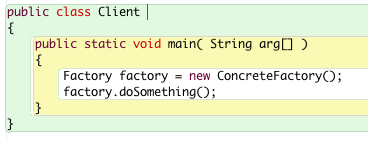 public class Client
{
public static void main( String arg[] )
{
Factory factory = new ConcreteFactory();
factory.doSomething();
}
}